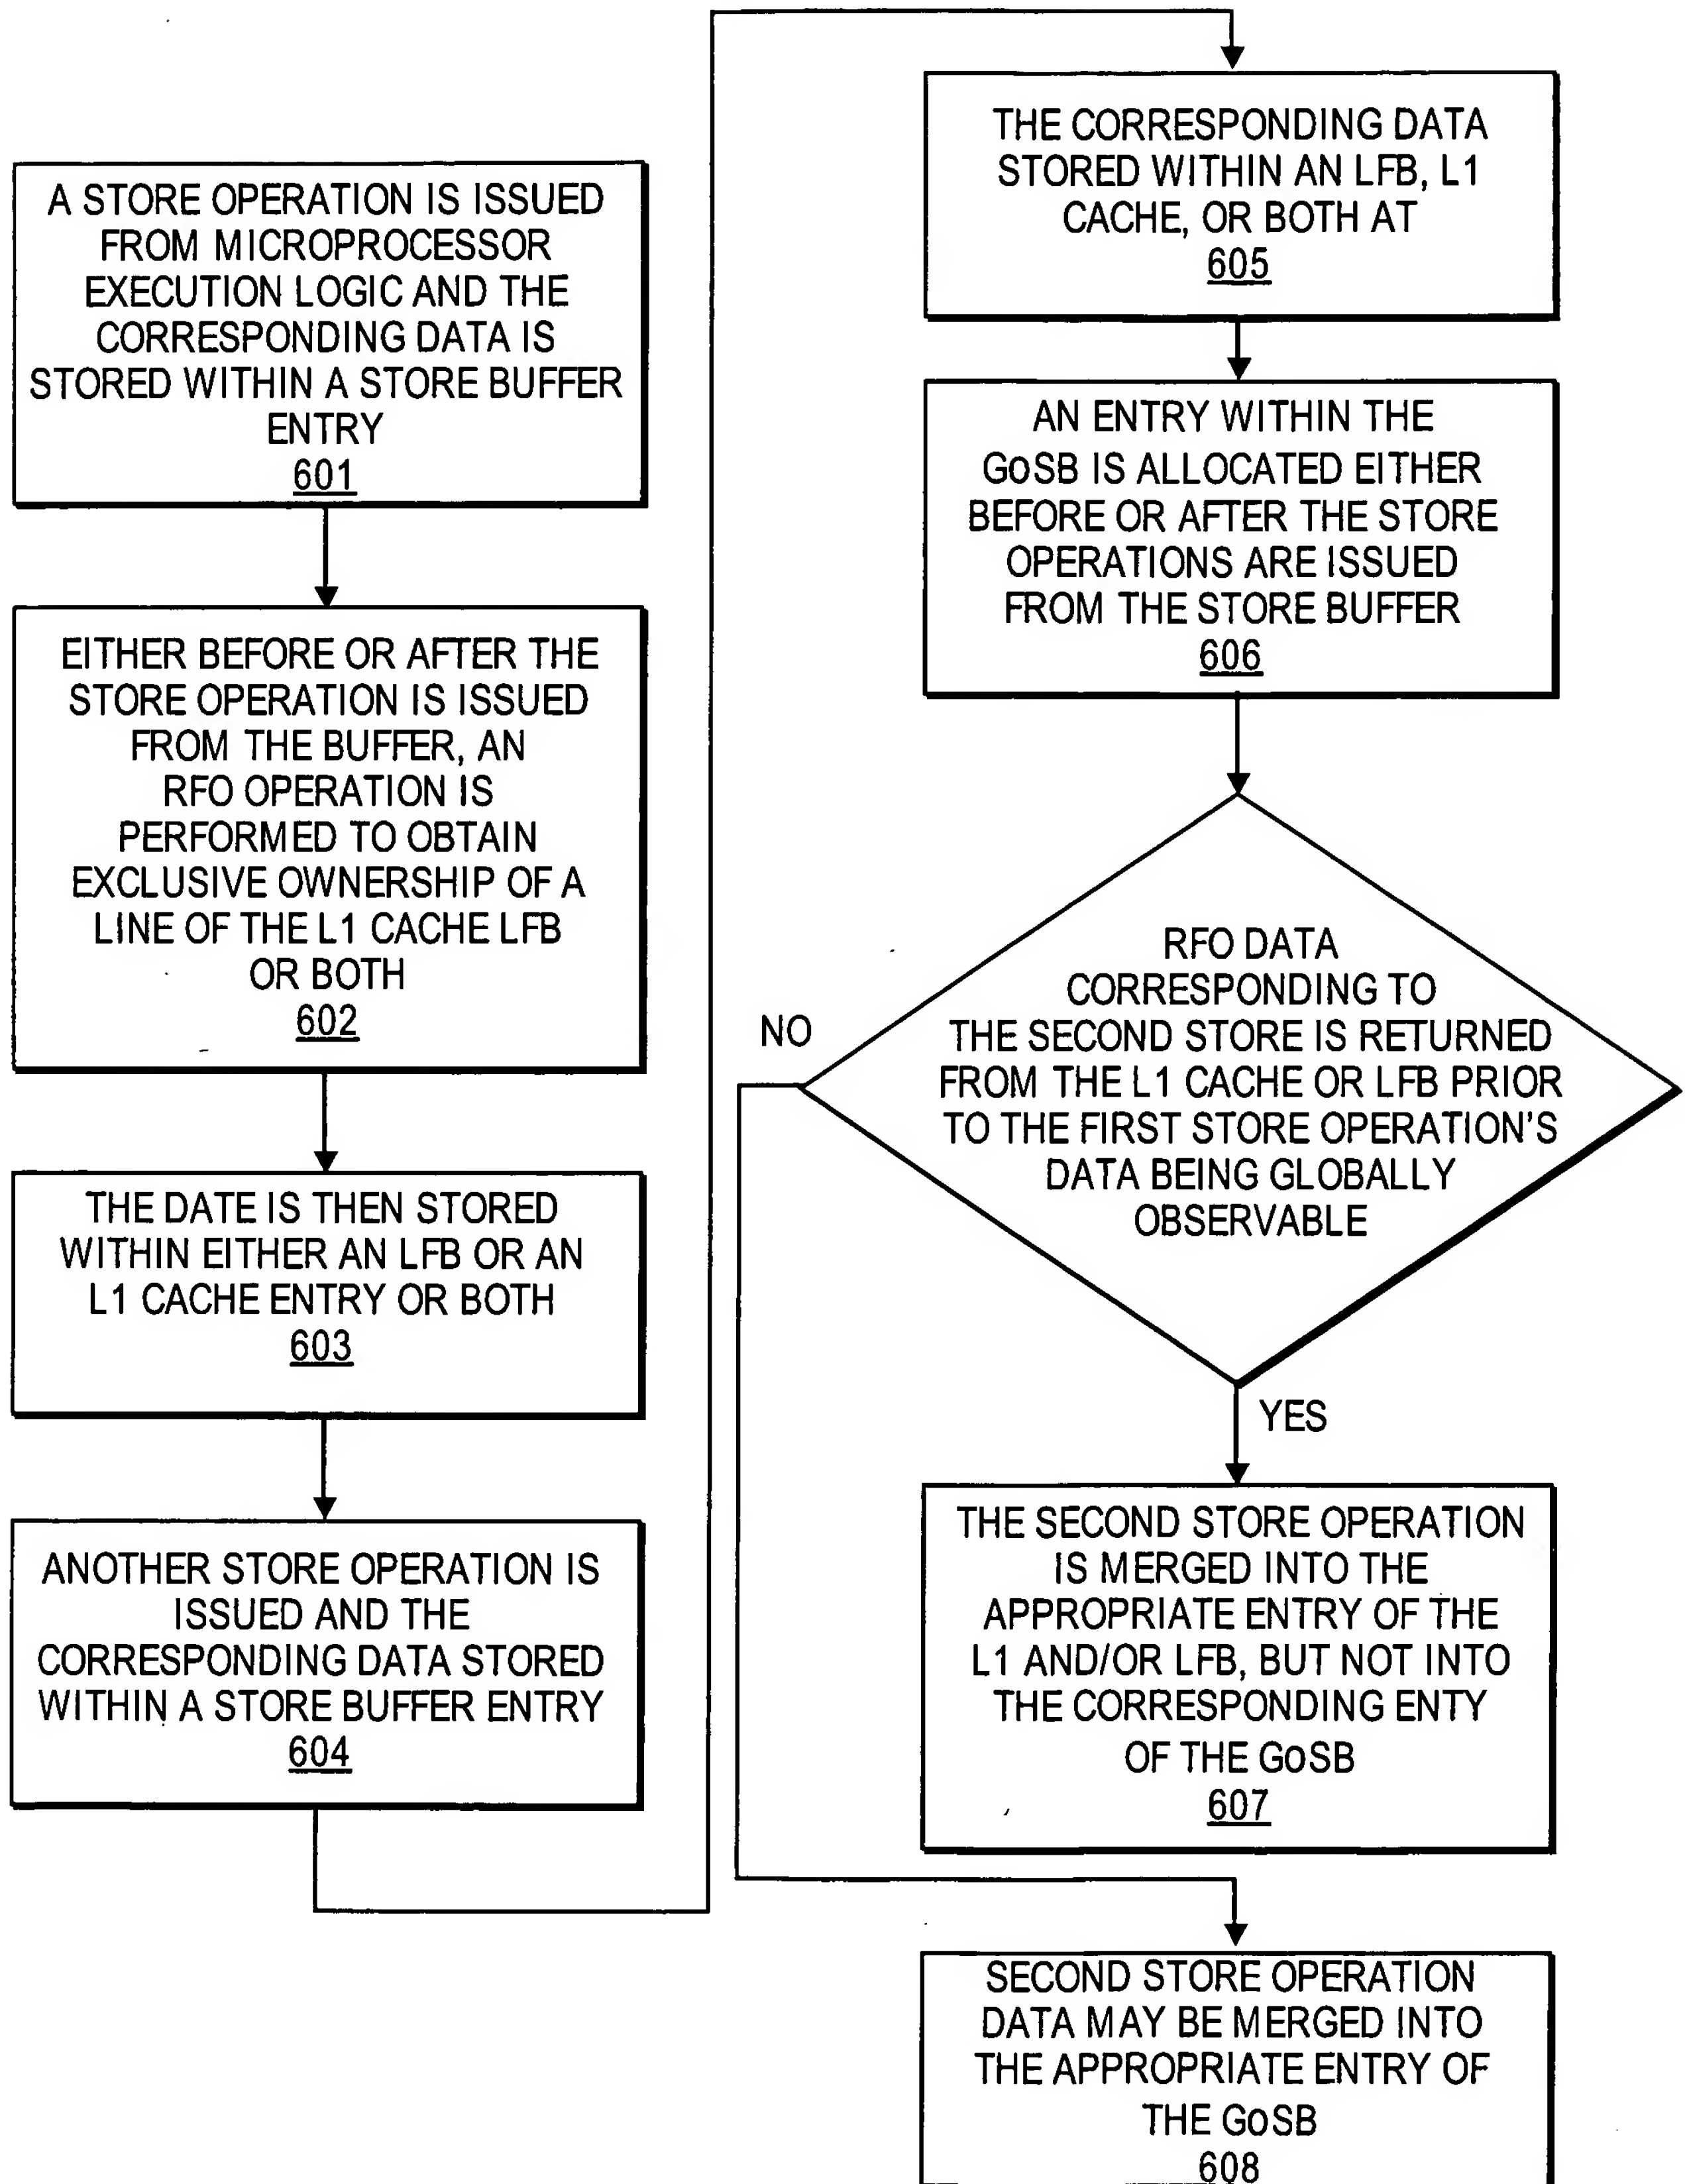 A STORE OPERATION IS ISSUED
FROM MICROPROCESSOR
EXECUTION LOGIC AND THE
CORRESPONDING DATA IS
STORED WITHIN A STORE BUFFER
ENTRY
601
EITHER BEFORE OR AFTER THE
STORE OPERATION IS ISSUED
FROM THE BUFFER, AN
RFO OPERATION IS
PERFORMED TO OBTAIN
EXCLUSIVE OWNERSHIP OF A
LINE OF THE L1 CACHE LFB
OR BOTH
602
THE DATE IS THEN STORED
WITHIN EITHER AN LFB OR AN
L1 CACHE ENTRY OR BOTH
603
ANOTHER STORE OPERATION IS
ISSUED AND THE
CORRESPONDING DATA STORED
WITHIN A STORE BUFFER ENTRY
604
THE CORRESPONDING DATA
STORED WITHIN AN LFB, L1
CACHE, OR BOTH AT
605
AN ENTRY WITHIN THE
GoSB IS ALLOCATED EITHER
BEFORE OR AFTER THE STORE
OPERATIONS ARE ISSUED
FROM THE STORE BUFFER
606
RFO DATA
CORRESPONDING TO
THE SECOND STORE IS RETURNED
FROM THE L1 CACHE OR LFB PRIOR
TO THE FIRST STORE OPERATION'S
DATA BEING GLOBALLY
OBSERVABLE
NO
YES
THE SECOND STORE OPERATION
IS MERGED INTO THE
APPROPRIATE ENTRY OF THE
L1 AND/OR LFB, BUT NOT INTO
THE CORRESPONDING ENTY
OF THE GoSB
607
SECOND STORE OPERATION
DATA MAY BE MERGED INTO
THE APPROPRIATE ENTRY OF
THE GoSB
608